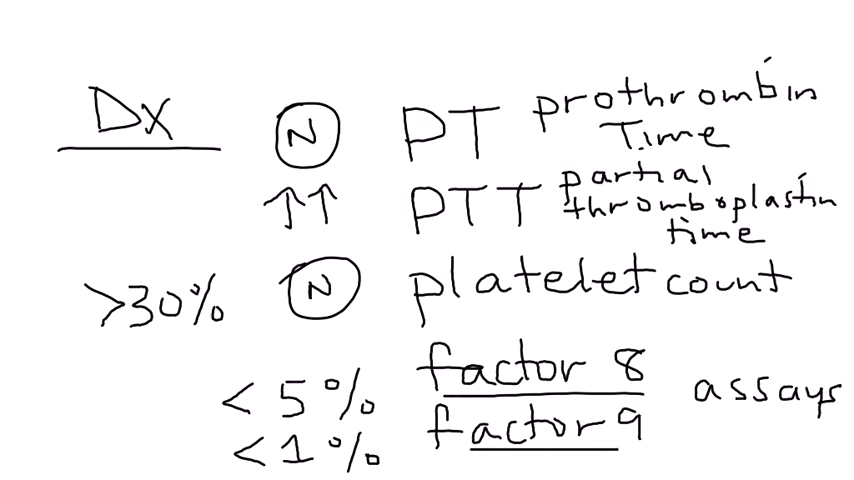 Dx N PT prothrombin Time
↑↑ PTT partial thromboplastin time
>30% N platelet count
<5% factor 8 assays
<1% factor 9